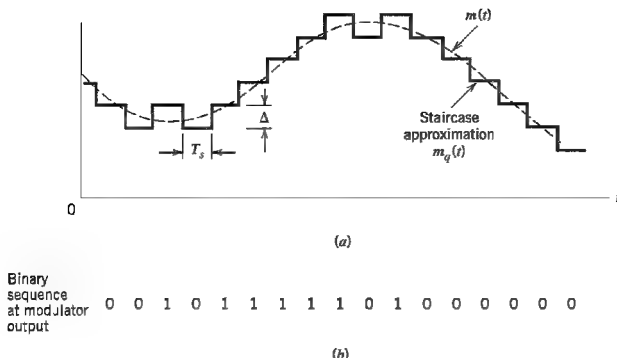 m(t)
Δ
Tₛ
Staircase
approximation
m_q(t)
0
t
(a)
Binary
sequence
at modulator
output
0 0 1 0 1 1 1 1 1 0 1 0 0 0 0 0 0
(b)